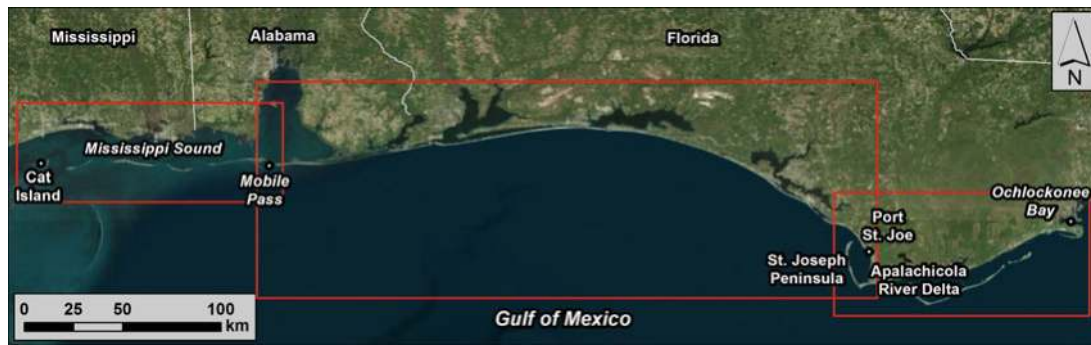 Mississippi
Alabama
Florida
N
Mississippi Sound
Cat
Island
Mobile
Pass
Ochlockonee
Bay
Port
St. Joe
St. Joseph
Peninsula
Apalachicola
River Delta
0 25 50 100
km
Gulf of Mexico